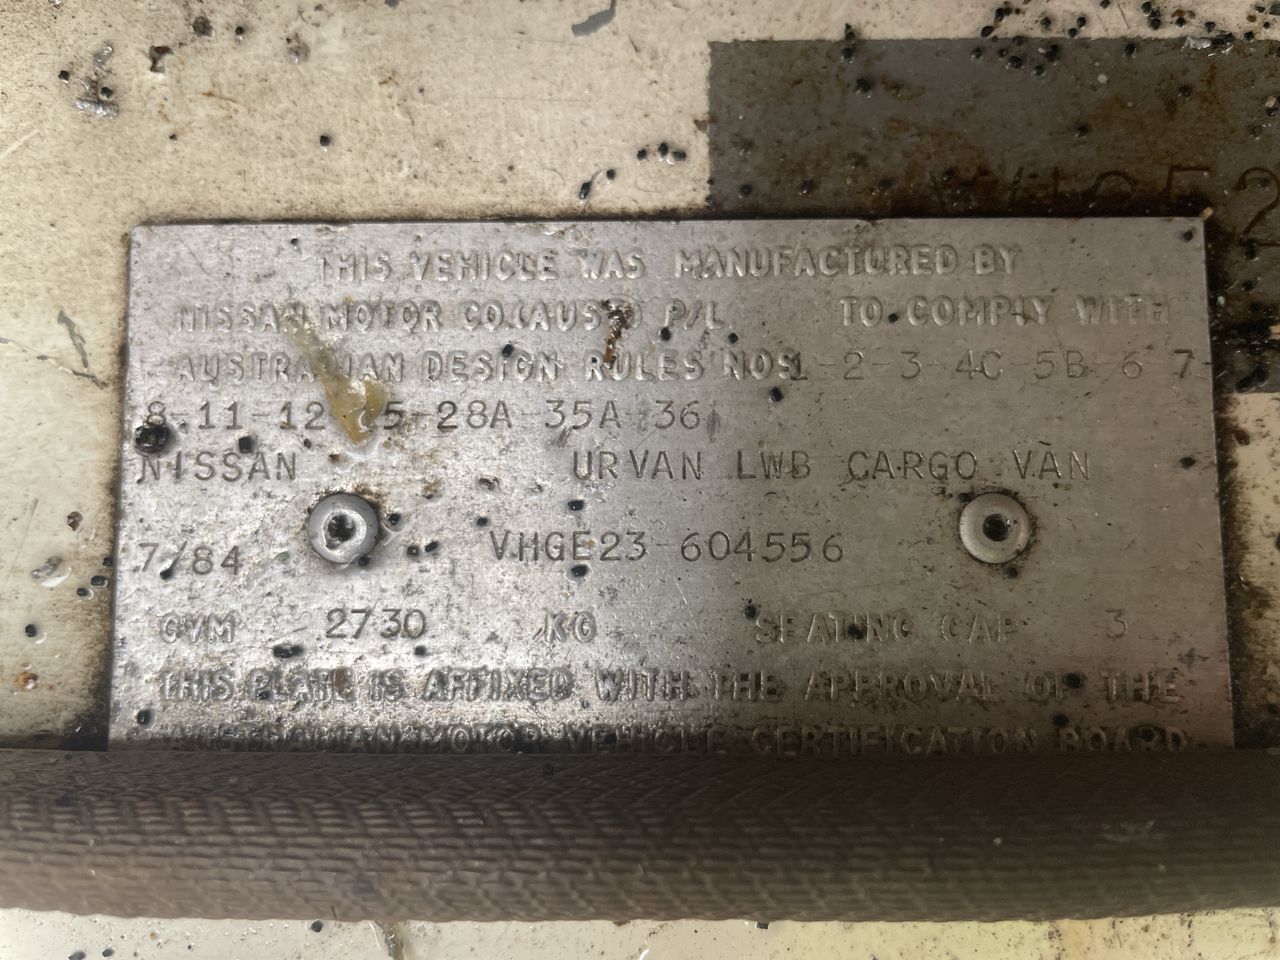 THIS VEHICLE WAS MANUFACTURED BY
NISSAN MOTOR CO.(AUST) P/L TO COMPLY WITH
AUSTRALIAN DESIGN RULES NOS 1-2-3-4C-5B-6-7
8-11-12- -28A-35A-36
NISSAN URVAN LWB CARGO VAN
7/84 VHGE23-604556
GVM 2730 KG SEATING CAP 3
THIS PLATE IS AFFIXED WITH THE APPROVAL OF THE
AUSTRALIAN MOTOR VEHICLE CERTIFICATION BOARD